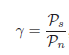 γ = 𝒫ₛ / 𝒫ₙ